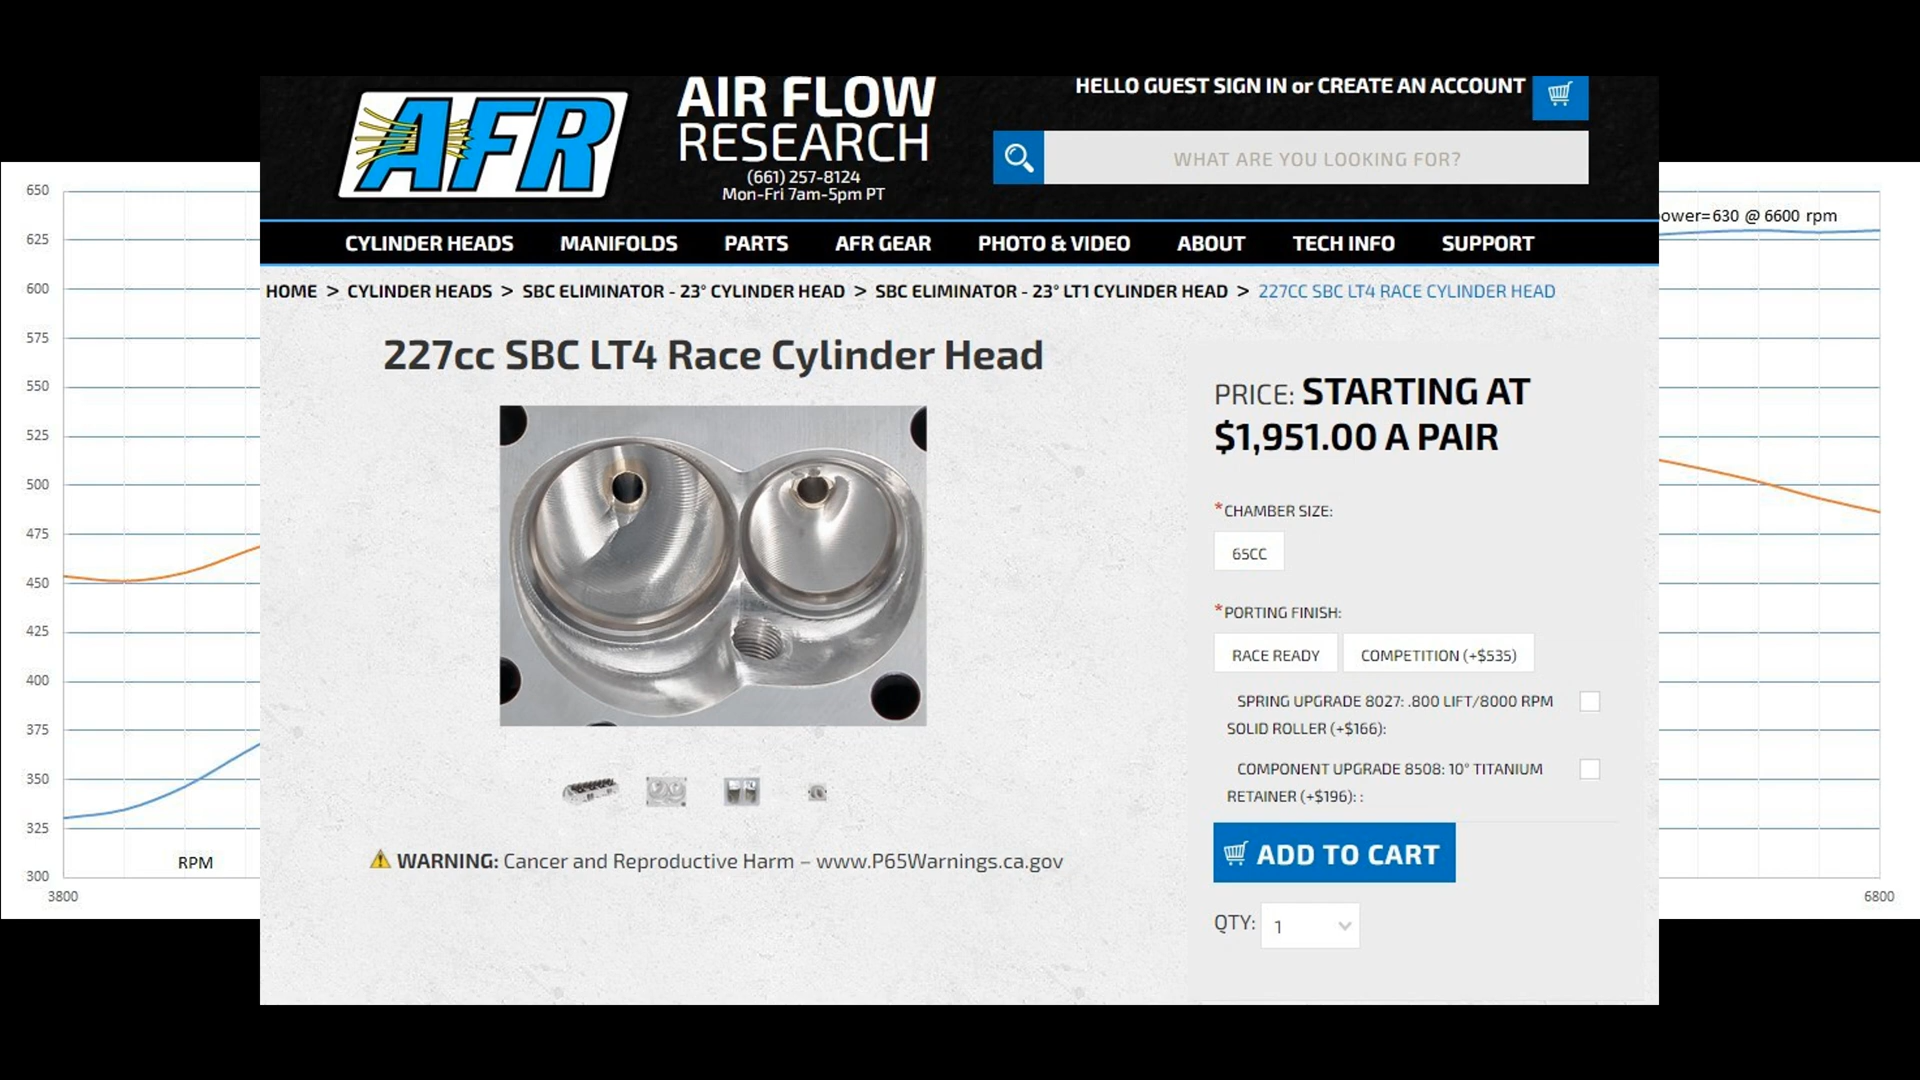 AFR
AIR FLOW
RESEARCH
(661) 257-8124
Mon-Fri 7am-5pm PT
HELLO GUEST SIGN IN or CREATE AN ACCOUNT
WHAT ARE YOU LOOKING FOR?
CYLINDER HEADS MANIFOLDS PARTS AFR GEAR PHOTO & VIDEO ABOUT TECH INFO SUPPORT
HOME > CYLINDER HEADS > SBC ELIMINATOR - 23° CYLINDER HEAD > SBC ELIMINATOR - 23° LT1 CYLINDER HEAD > 227CC SBC LT4 RACE CYLINDER HEAD
227cc SBC LT4 Race Cylinder Head
WARNING: Cancer and Reproductive Harm – www.P65Warnings.ca.gov
PRICE: STARTING AT
$1,951.00 A PAIR
*CHAMBER SIZE:
65CC
*PORTING FINISH:
RACE READY COMPETITION (+$535)
SPRING UPGRADE 8027: .800 LIFT/8000 RPM
SOLID ROLLER (+$166):
COMPONENT UPGRADE 8508: 10° TITANIUM
RETAINER (+$196): :
ADD TO CART
QTY: 1
650
625
600
575
550
525
500
475
450
425
400
375
350
325
300
RPM
3800
ower=630 @ 6600 rpm
6800